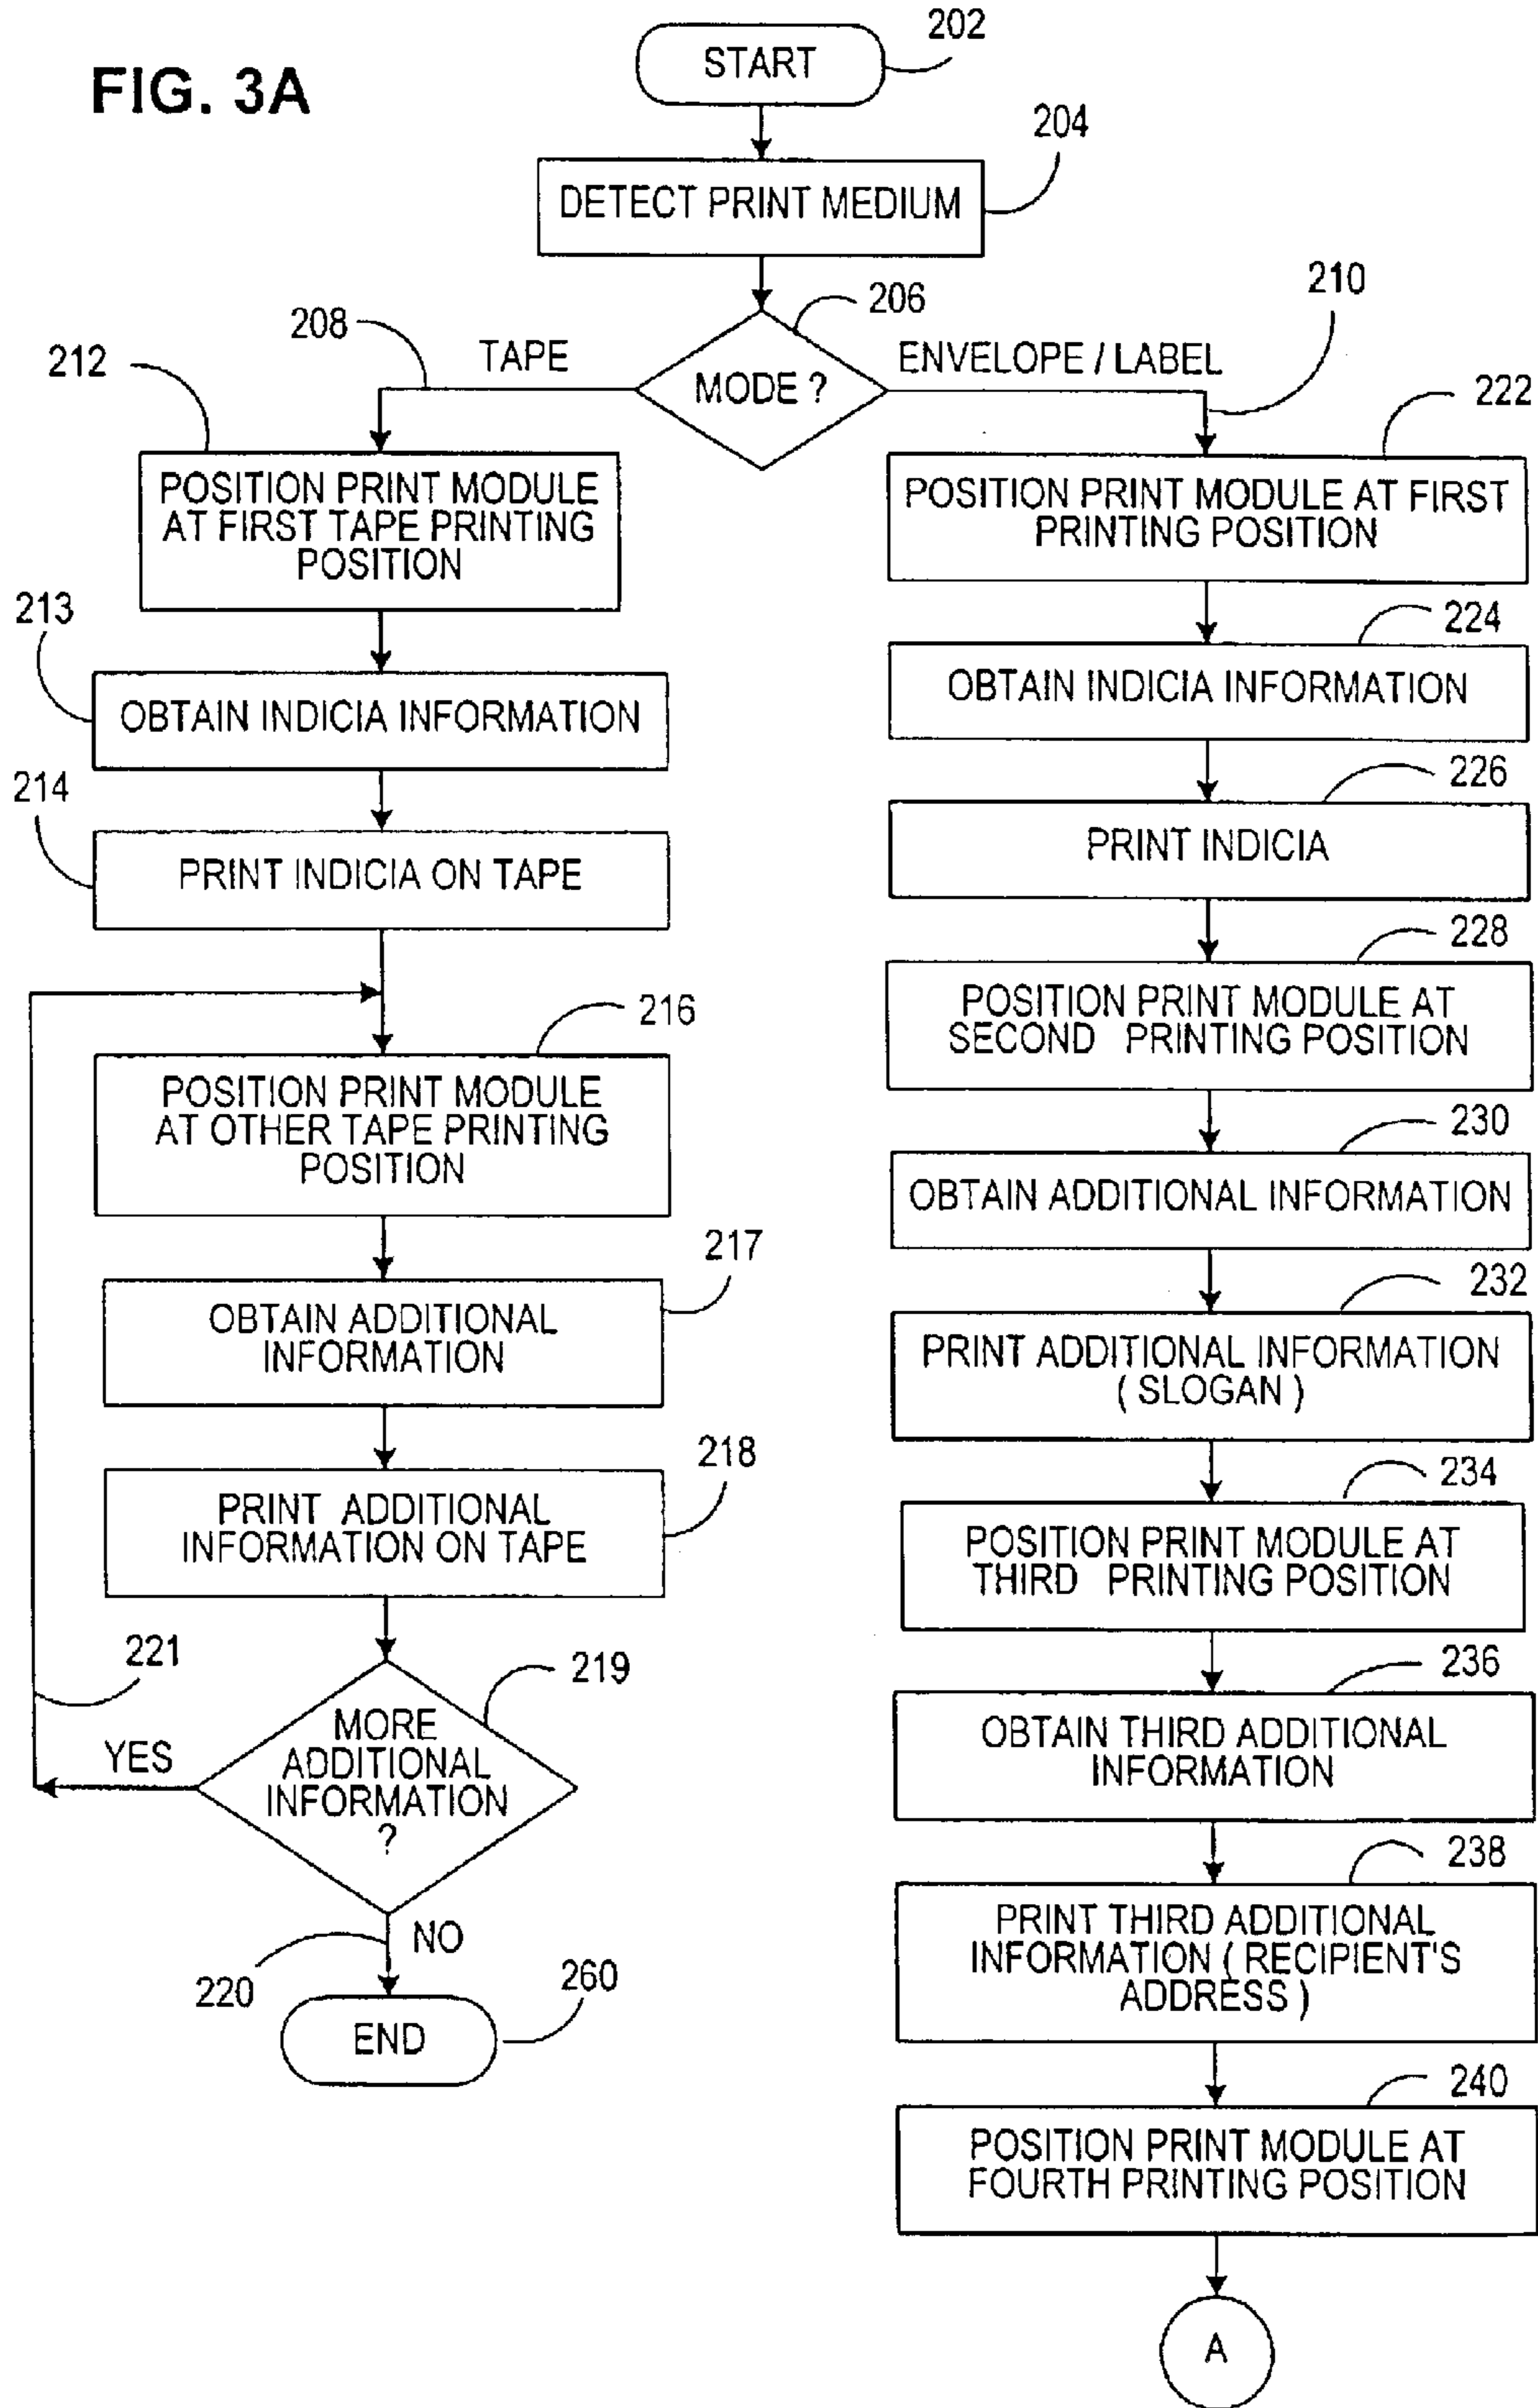 FIG. 3A
START
202
DETECT PRINT MEDIUM
204
MODE ?
206
208
TAPE
ENVELOPE / LABEL
210
212
POSITION PRINT MODULE
AT FIRST TAPE PRINTING
POSITION
213
OBTAIN INDICIA INFORMATION
214
PRINT INDICIA ON TAPE
216
POSITION PRINT MODULE
AT OTHER TAPE PRINTING
POSITION
217
OBTAIN ADDITIONAL
INFORMATION
218
PRINT ADDITIONAL
INFORMATION ON TAPE
221
219
MORE
ADDITIONAL
INFORMATION
?
YES
NO
220
260
END
222
POSITION PRINT MODULE AT FIRST
PRINTING POSITION
224
OBTAIN INDICIA INFORMATION
226
PRINT INDICIA
228
POSITION PRINT MODULE AT
SECOND PRINTING POSITION
230
OBTAIN ADDITIONAL INFORMATION
232
PRINT ADDITIONAL INFORMATION
( SLOGAN )
234
POSITION PRINT MODULE AT
THIRD PRINTING POSITION
236
OBTAIN THIRD ADDITIONAL
INFORMATION
238
PRINT THIRD ADDITIONAL
INFORMATION ( RECIPIENT'S
ADDRESS )
240
POSITION PRINT MODULE AT
FOURTH PRINTING POSITION
A